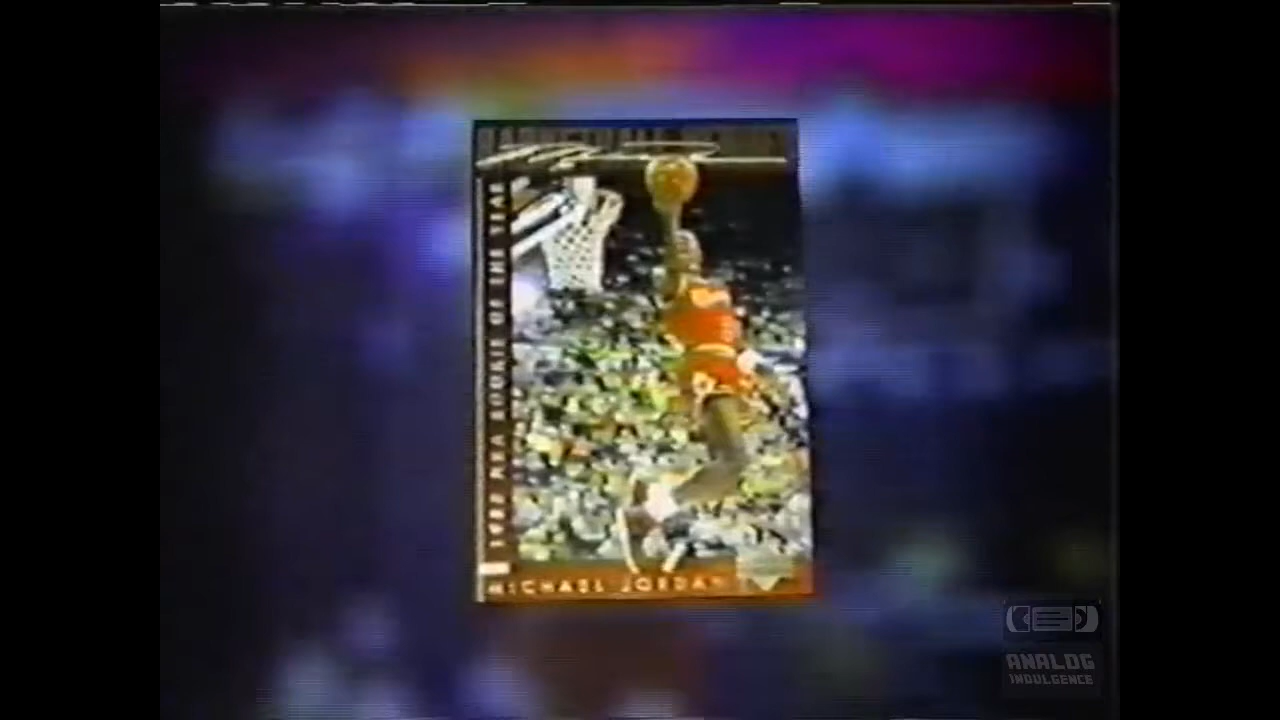 1985 NBA ROOKIE OF THE YEAR
MICHAEL JORDAN
ANALOG
INDULGENCE